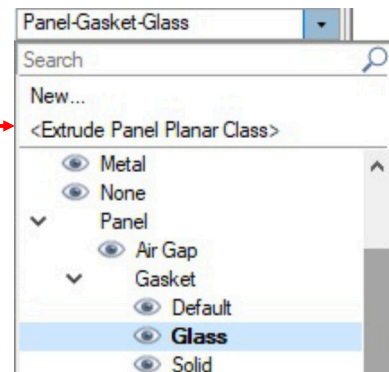 Panel-Gasket-Glass
Search
New...
<Extrude Panel Planar Class>
Metal
None
Panel
Air Gap
Gasket
Default
Glass
Solid